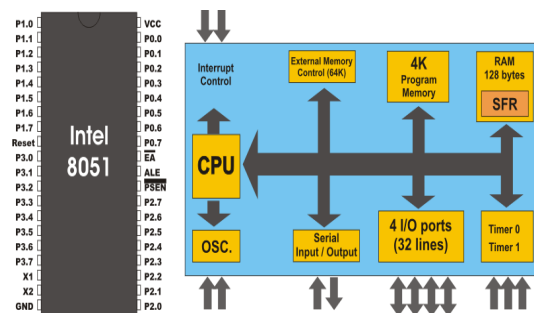 P1.0
P1.1
P1.2
P1.3
P1.4
P1.5
P1.6
P1.7
Reset
P3.0
P3.1
P3.2
P3.3
P3.4
P3.5
P3.6
P3.7
X1
X2
GND
Intel
8051
VCC
P0.0
P0.1
P0.2
P0.3
P0.4
P0.5
P0.6
P0.7
EA
ALE
PSEN
P2.7
P2.6
P2.5
P2.4
P2.3
P2.2
P2.1
P2.0
Interrupt
Control
External Memory
Control (64K)
4K
Program
Memory
RAM
128 bytes
SFR
CPU
OSC.
Serial
Input / Output
4 I/O ports
(32 lines)
Timer 0
Timer 1